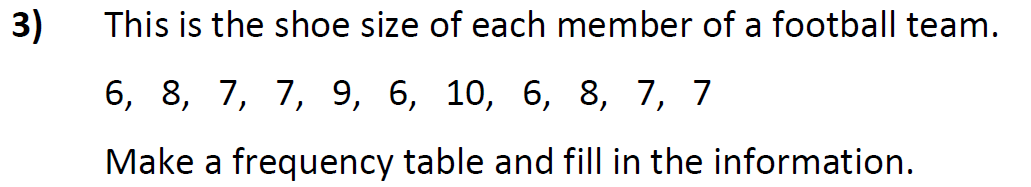 3) This is the shoe size of each member of a football team.
6, 8, 7, 7, 9, 6, 10, 6, 8, 7, 7
Make a frequency table and fill in the information.